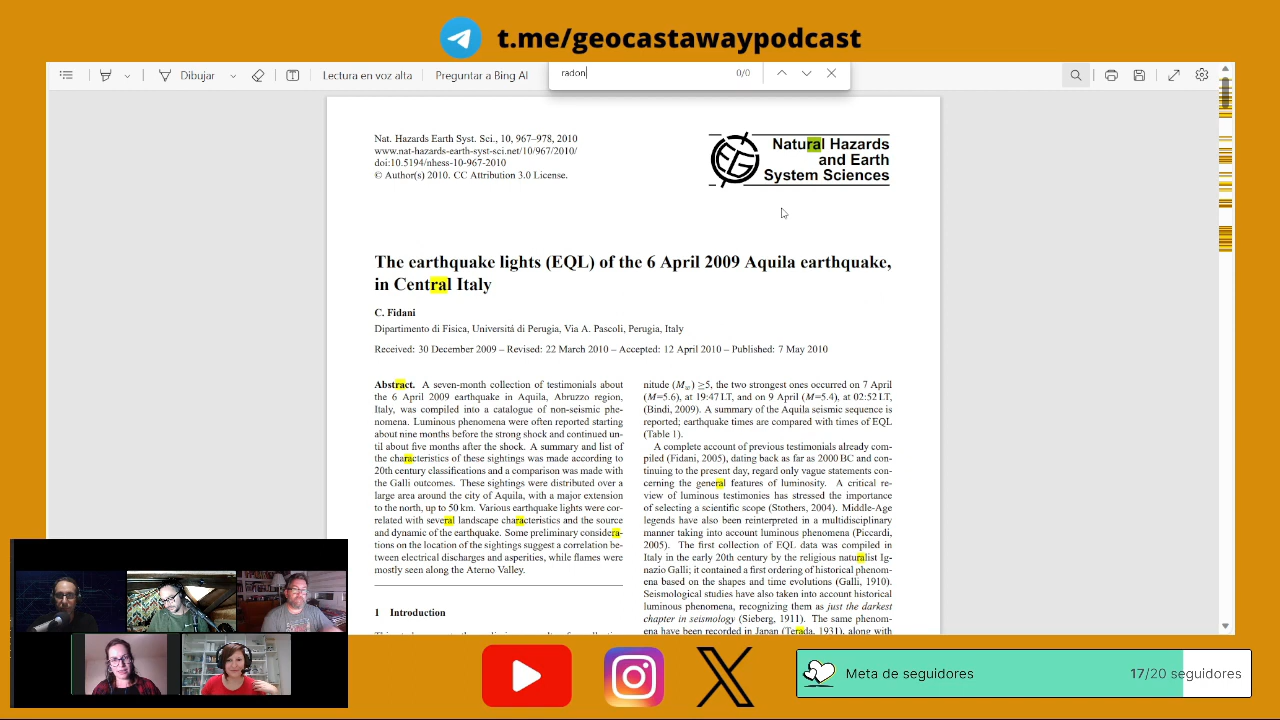 t.me/geocastawaypodcast
Dibujar
Lectura en voz alta
Preguntar a Bing AI
radon
0/0
Nat. Hazards Earth Syst. Sci., 10, 967–978, 2010
www.nat-hazards-earth-syst-sci.net/10/967/2010/
doi:10.5194/nhess-10-967-2010
© Author(s) 2010. CC Attribution 3.0 License.
Natural Hazards
and Earth
System Sciences
The earthquake lights (EQL) of the 6 April 2009 Aquila earthquake,
in Central Italy
C. Fidani
Dipartimento di Fisica, Universitá di Perugia, Via A. Pascoli, Perugia, Italy
Received: 30 December 2009 – Revised: 22 March 2010 – Accepted: 12 April 2010 – Published: 7 May 2010
Abstract. A seven-month collection of testimonials about
the 6 April 2009 earthquake in Aquila, Abruzzo region,
Italy, was compiled into a catalogue of non-seismic phe-
nomena. Luminous phenomena were often reported starting
about nine months before the strong shock and continued un-
til about five months after the shock. A summary and list of
the characteristics of these sightings was made according to
20th century classifications and a comparison was made with
the Galli outcomes. These sightings were distributed over a
large area around the city of Aquila, with a major extension
to the north, up to 50 km. Various earthquake lights were cor-
related with several landscape characteristics and the source
and dynamic of the earthquake. Some preliminary considera-
tions on the location of the sightings suggest a correlation be-
tween electrical discharges and asperities, while flames were
mostly seen along the Aterno Valley.
1 Introduction
nitude (Mw) ≥5, the two strongest ones occurred on 7 April
(M=5.6), at 19:47 LT, and on 9 April (M=5.4), at 02:52 LT,
(Bindi, 2009). A summary of the Aquila seismic sequence is
reported; earthquake times are compared with times of EQL
(Table 1).
A complete account of previous testimonials already com-
piled (Fidani, 2005), dating back as far as 2000 BC and con-
tinuing to the present day, regard only vague statements con-
cerning the general features of luminosity. A critical re-
view of luminous testimonies has stressed the importance
of selecting a scientific scope (Stothers, 2004). Middle-Age
legends have also been reinterpreted in a multidisciplinary
manner taking into account luminous phenomena (Piccardi,
2005). The first collection of EQL data was compiled in
Italy in the early 20th century by the religious naturalist Ig-
nazio Galli; it contained a first ordering of historical phenom-
ena based on the shapes and time evolutions (Galli, 1910).
Seismological studies have also taken into account historical
luminous phenomena, recognizing them as just the darkest
chapter in seismology (Sieberg, 1911). The same phenom-
ena have been recorded in Japan (Terada, 1931), along with
Meta de seguidores
17/20 seguidores